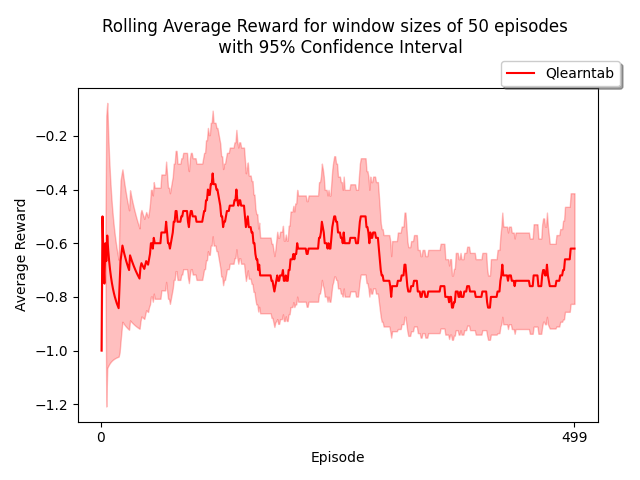 Rolling Average Reward for window sizes of 50 episodes
with 95% Confidence Interval
Qlearntab
−0.2
−0.4
−0.6
−0.8
−1.0
−1.2
Average Reward
0
499
Episode